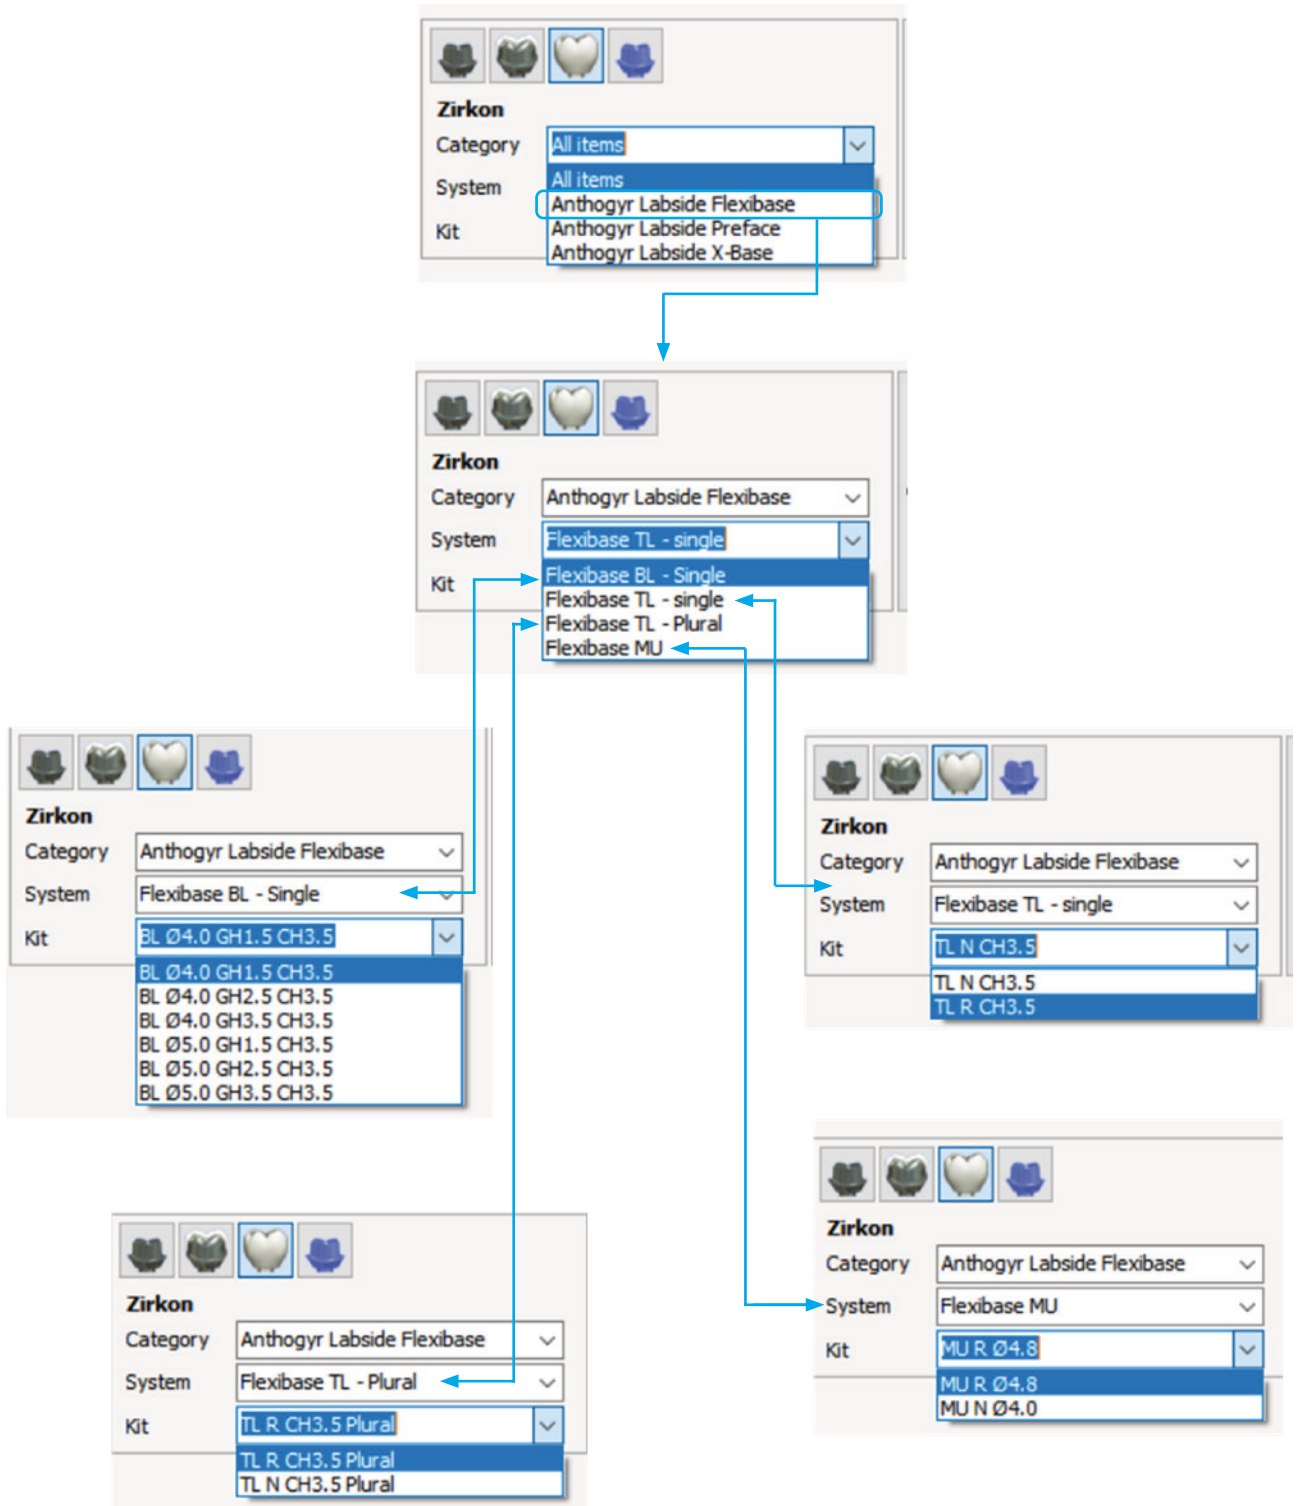 Zirkon
Category All items
System All items
Anthogyr Labside Flexibase
Kit Anthogyr Labside Preface
Anthogyr Labside X-Base
Zirkon
Category Anthogyr Labside Flexibase
System Flexibase TL - single
Kit Flexibase BL - Single
Flexibase TL - single
Flexibase TL - Plural
Flexibase MU
Zirkon
Category Anthogyr Labside Flexibase
System Flexibase BL - Single
Kit BL Ø4.0 GH1.5 CH3.5
BL Ø4.0 GH1.5 CH3.5
BL Ø4.0 GH2.5 CH3.5
BL Ø4.0 GH3.5 CH3.5
BL Ø5.0 GH1.5 CH3.5
BL Ø5.0 GH2.5 CH3.5
BL Ø5.0 GH3.5 CH3.5
Zirkon
Category Anthogyr Labside Flexibase
System Flexibase TL - single
Kit TL N CH3.5
TL N CH3.5
TL R CH3.5
Zirkon
Category Anthogyr Labside Flexibase
System Flexibase TL - Plural
Kit TL R CH3.5 Plural
TL R CH3.5 Plural
TL N CH3.5 Plural
Zirkon
Category Anthogyr Labside Flexibase
System Flexibase MU
Kit MU R Ø4.8
MU R Ø4.8
MU N Ø4.0